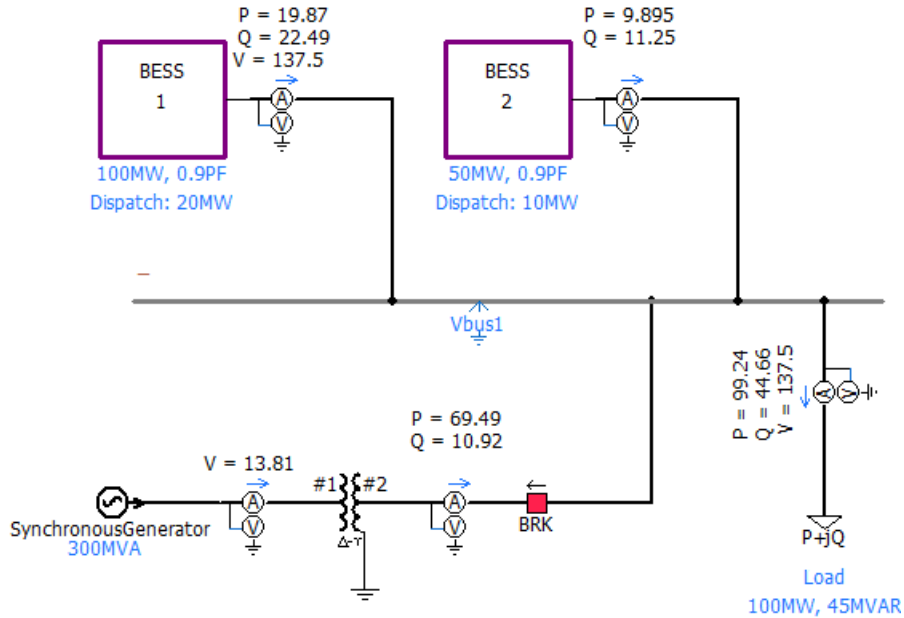 P = 19.87
Q = 22.49
V = 137.5
BESS
1
A
V
100MW, 0.9PF
Dispatch: 20MW
P = 9.895
Q = 11.25
BESS
2
A
V
50MW, 0.9PF
Dispatch: 10MW
Vbus1
P = 99.24
Q = 44.66
V = 137.5
A
V
P = 69.49
Q = 10.92
V = 13.81
#1
#2
A
V
A
V
BRK
SynchronousGenerator
300MVA
Δ-Y
P+jQ
Load
100MW, 45MVAR